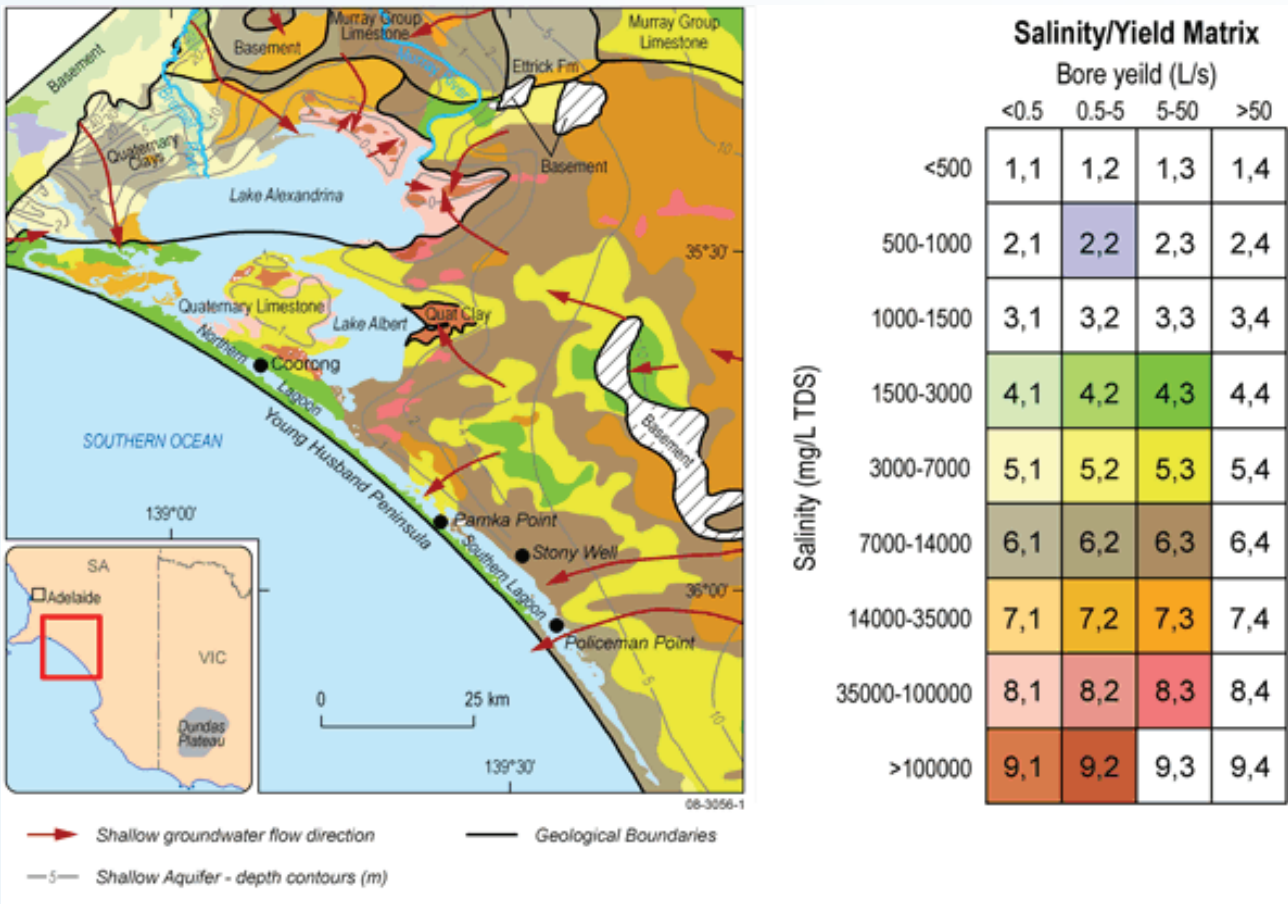 Murray Group
Limestone
Murray Group
Limestone
Basement
Basement
Ettrick Fm
Quaternary
Clays
Basement
Lake Alexandrina
35°30'
Quaternary Limestone
Lake Albert
Quat Clay
Northern
Lagoon
Coorong
SOUTHERN OCEAN
Young Husband Peninsula
Basement
139°00'
Parnka Point
Stony Well
Southern Lagoon
36°00'
Policeman Point
SA
Adelaide
VIC
Dundas
Plateau
0 25 km
139°30'
08-3056-1
Shallow groundwater flow direction
Geological Boundaries
5 Shallow Aquifer - depth contours (m)
Salinity/Yield Matrix
Bore yeild (L/s)
<0.5 0.5-5 5-50 >50
Salinity (mg/L TDS)
<500 1,1 1,2 1,3 1,4
500-1000 2,1 2,2 2,3 2,4
1000-1500 3,1 3,2 3,3 3,4
1500-3000 4,1 4,2 4,3 4,4
3000-7000 5,1 5,2 5,3 5,4
7000-14000 6,1 6,2 6,3 6,4
14000-35000 7,1 7,2 7,3 7,4
35000-100000 8,1 8,2 8,3 8,4
>100000 9,1 9,2 9,3 9,4